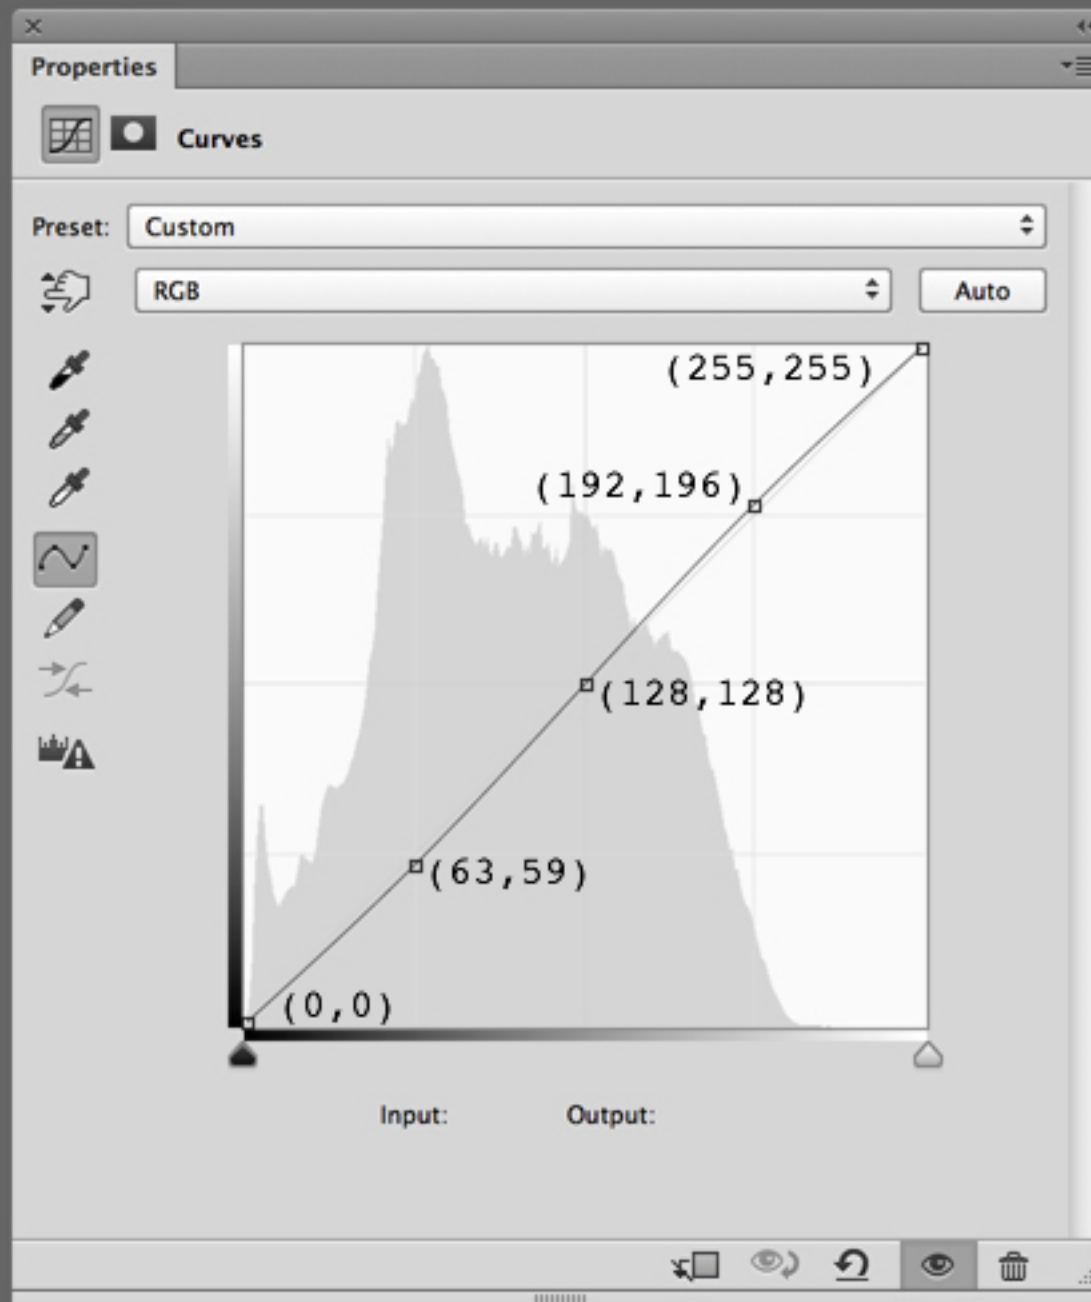 Properties
Curves
Preset: Custom
RGB Auto
(255,255)
(192,196)
(128,128)
(63,59)
(0,0)
Input: Output: